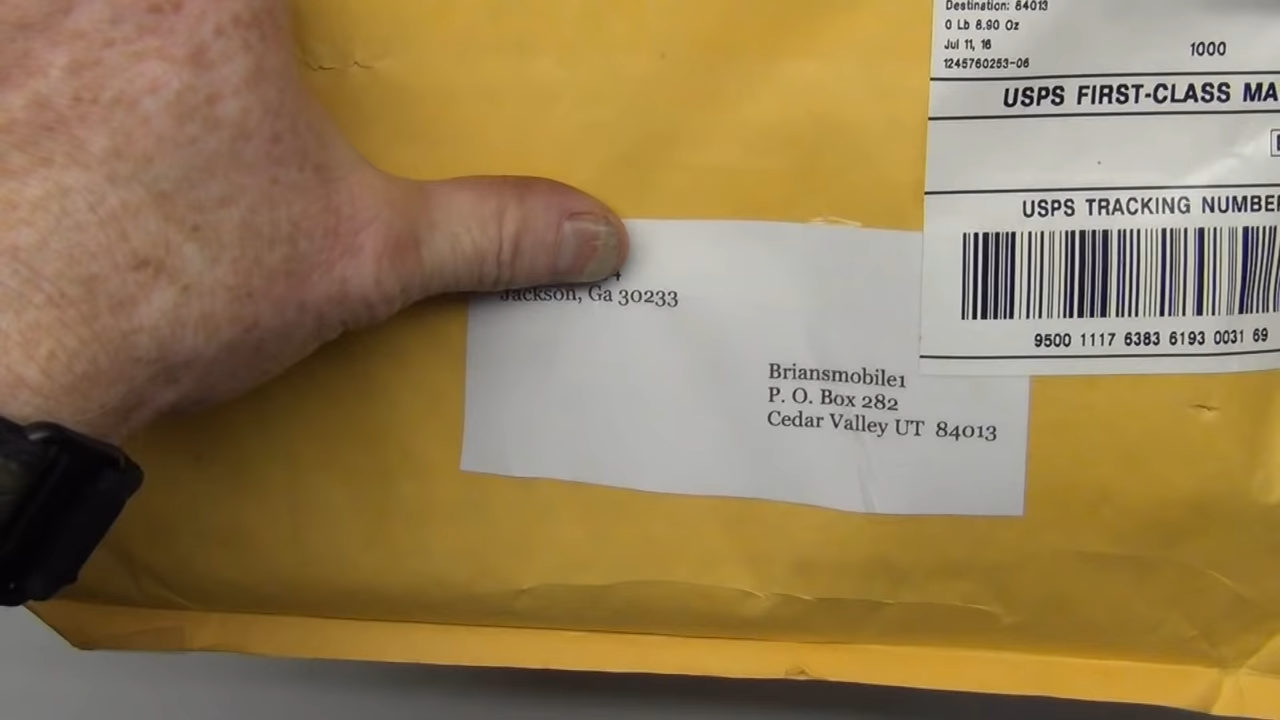 Destination: 84013
0 Lb 8.90 Oz
Jul 11, 16
1245760253-06
1000
USPS FIRST-CLASS MA
USPS TRACKING NUMBER
9500 1117 6383 6193 0031 69
Jackson, Ga 30233
Briansmobile1
P. O. Box 282
Cedar Valley UT 84013